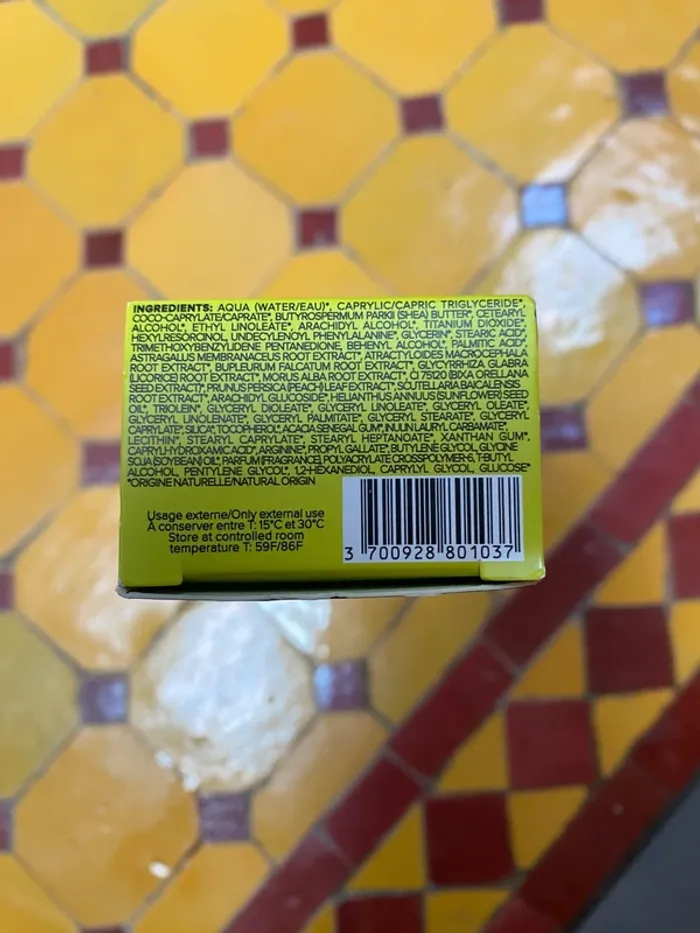 INGREDIENTS: AQUA (WATER/EAU)*, CAPRYLIC/CAPRIC TRIGLYCERIDE*,
COCO-CAPRYLATE/CAPRATE*, BUTYROSPERMUM PARKII (SHEA) BUTTER*, CETEARYL
ALCOHOL*, ETHYL LINOLEATE*, ARACHIDYL ALCOHOL*, TITANIUM DIOXIDE*,
HEXYLRESORCINOL, UNDECYLENOYL PHENYLALANINE*, GLYCERIN*, STEARIC ACID*,
TRIMETHOXYBENZYLIDENE PENTANEDIONE, BEHENYL ALCOHOL*, PALMITIC ACID*,
ASTRAGALUS MEMBRANACEUS ROOT EXTRACT*, ATRACTYLOIDES MACROCEPHALA
ROOT EXTRACT*, BUPLEURUM FALCATUM ROOT EXTRACT*, GLYCYRRHIZA GLABRA
(LICORICE) ROOT EXTRACT*, MORUS ALBA ROOT EXTRACT*, CI 75120 (BIXA ORELLANA
SEED EXTRACT)*, PRUNUS PERSICA (PEACH) LEAF EXTRACT*, SCUTELLARIA BAICALENSIS
ROOT EXTRACT*, ARACHIDYL GLUCOSIDE*, HELIANTHUS ANNUUS (SUNFLOWER) SEED
OIL*, TRIOLEIN*, GLYCERYL DIOLEATE*, GLYCERYL LINOLEATE*, GLYCERYL OLEATE*,
GLYCERYL LINOLENATE*, GLYCERYL PALMITATE*, GLYCERYL STEARATE*, GLYCERYL
CAPRYLATE*, SILICA*, TOCOPHEROL*, ACACIA SENEGAL GUM*, INULIN LAURYL CARBAMATE*,
LECITHIN*, STEARYL CAPRYLATE*, STEARYL HEPTANOATE*, XANTHAN GUM*,
CAPRYLHYDROXAMIC ACID*, ARGININE*, PROPYL GALLATE*, BUTYLENE GLYCOL, GLYCINE
SOJA (SOYBEAN) OIL*, PARFUM (FRAGRANCE), POLYACRYLATE CROSSPOLYMER-6, T-BUTYL
ALCOHOL, PENTYLENE GLYCOL*, 1,2-HEXANEDIOL, CAPRYLYL GLYCOL, GLUCOSE*
*ORIGINE NATURELLE/NATURAL ORIGIN
Usage externe/Only external use
A conserver entre T: 15°C et 30°C
Store at controlled room
temperature T: 59F/86F
3 700928 801037